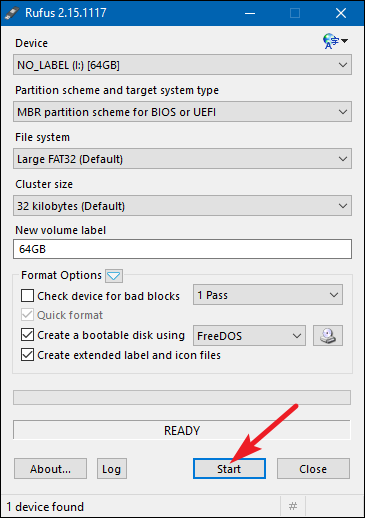 Rufus 2.15.1117
Device
NO_LABEL (I:) [64GB]
Partition scheme and target system type
MBR partition scheme for BIOS or UEFI
File system
Large FAT32 (Default)
Cluster size
32 kilobytes (Default)
New volume label
64GB
Format Options
Check device for bad blocks 1 Pass
Quick format
Create a bootable disk using FreeDOS
Create extended label and icon files
READY
About... Log Start Close
1 device found #